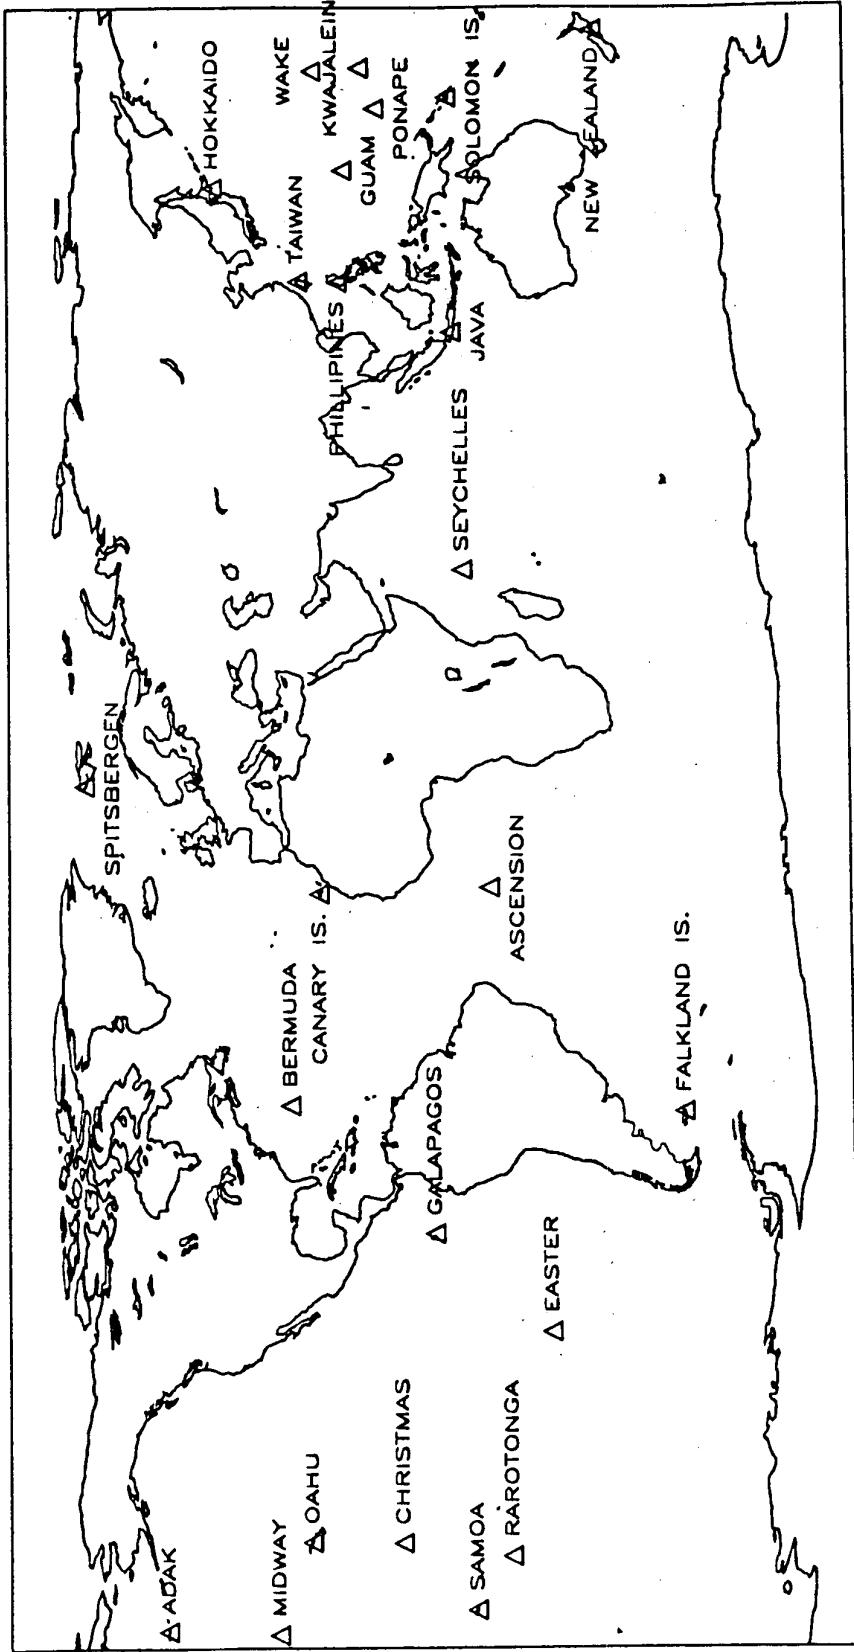 SPITSBERGEN
ADAK
HOKKAIDO
MIDWAY
BERMUDA
TAIWAN
WAKE
OAHU
CANARY IS.
PHILLIPINES
KWAJALEIN
GUAM
CHRISTMAS
PONAPE
GALAPAGOS
SEYCHELLES
JAVA
SOLOMON IS.
SAMOA
RAROTONGA
ASCENSION
EASTER
NEW ZEALAND
FALKLAND IS.